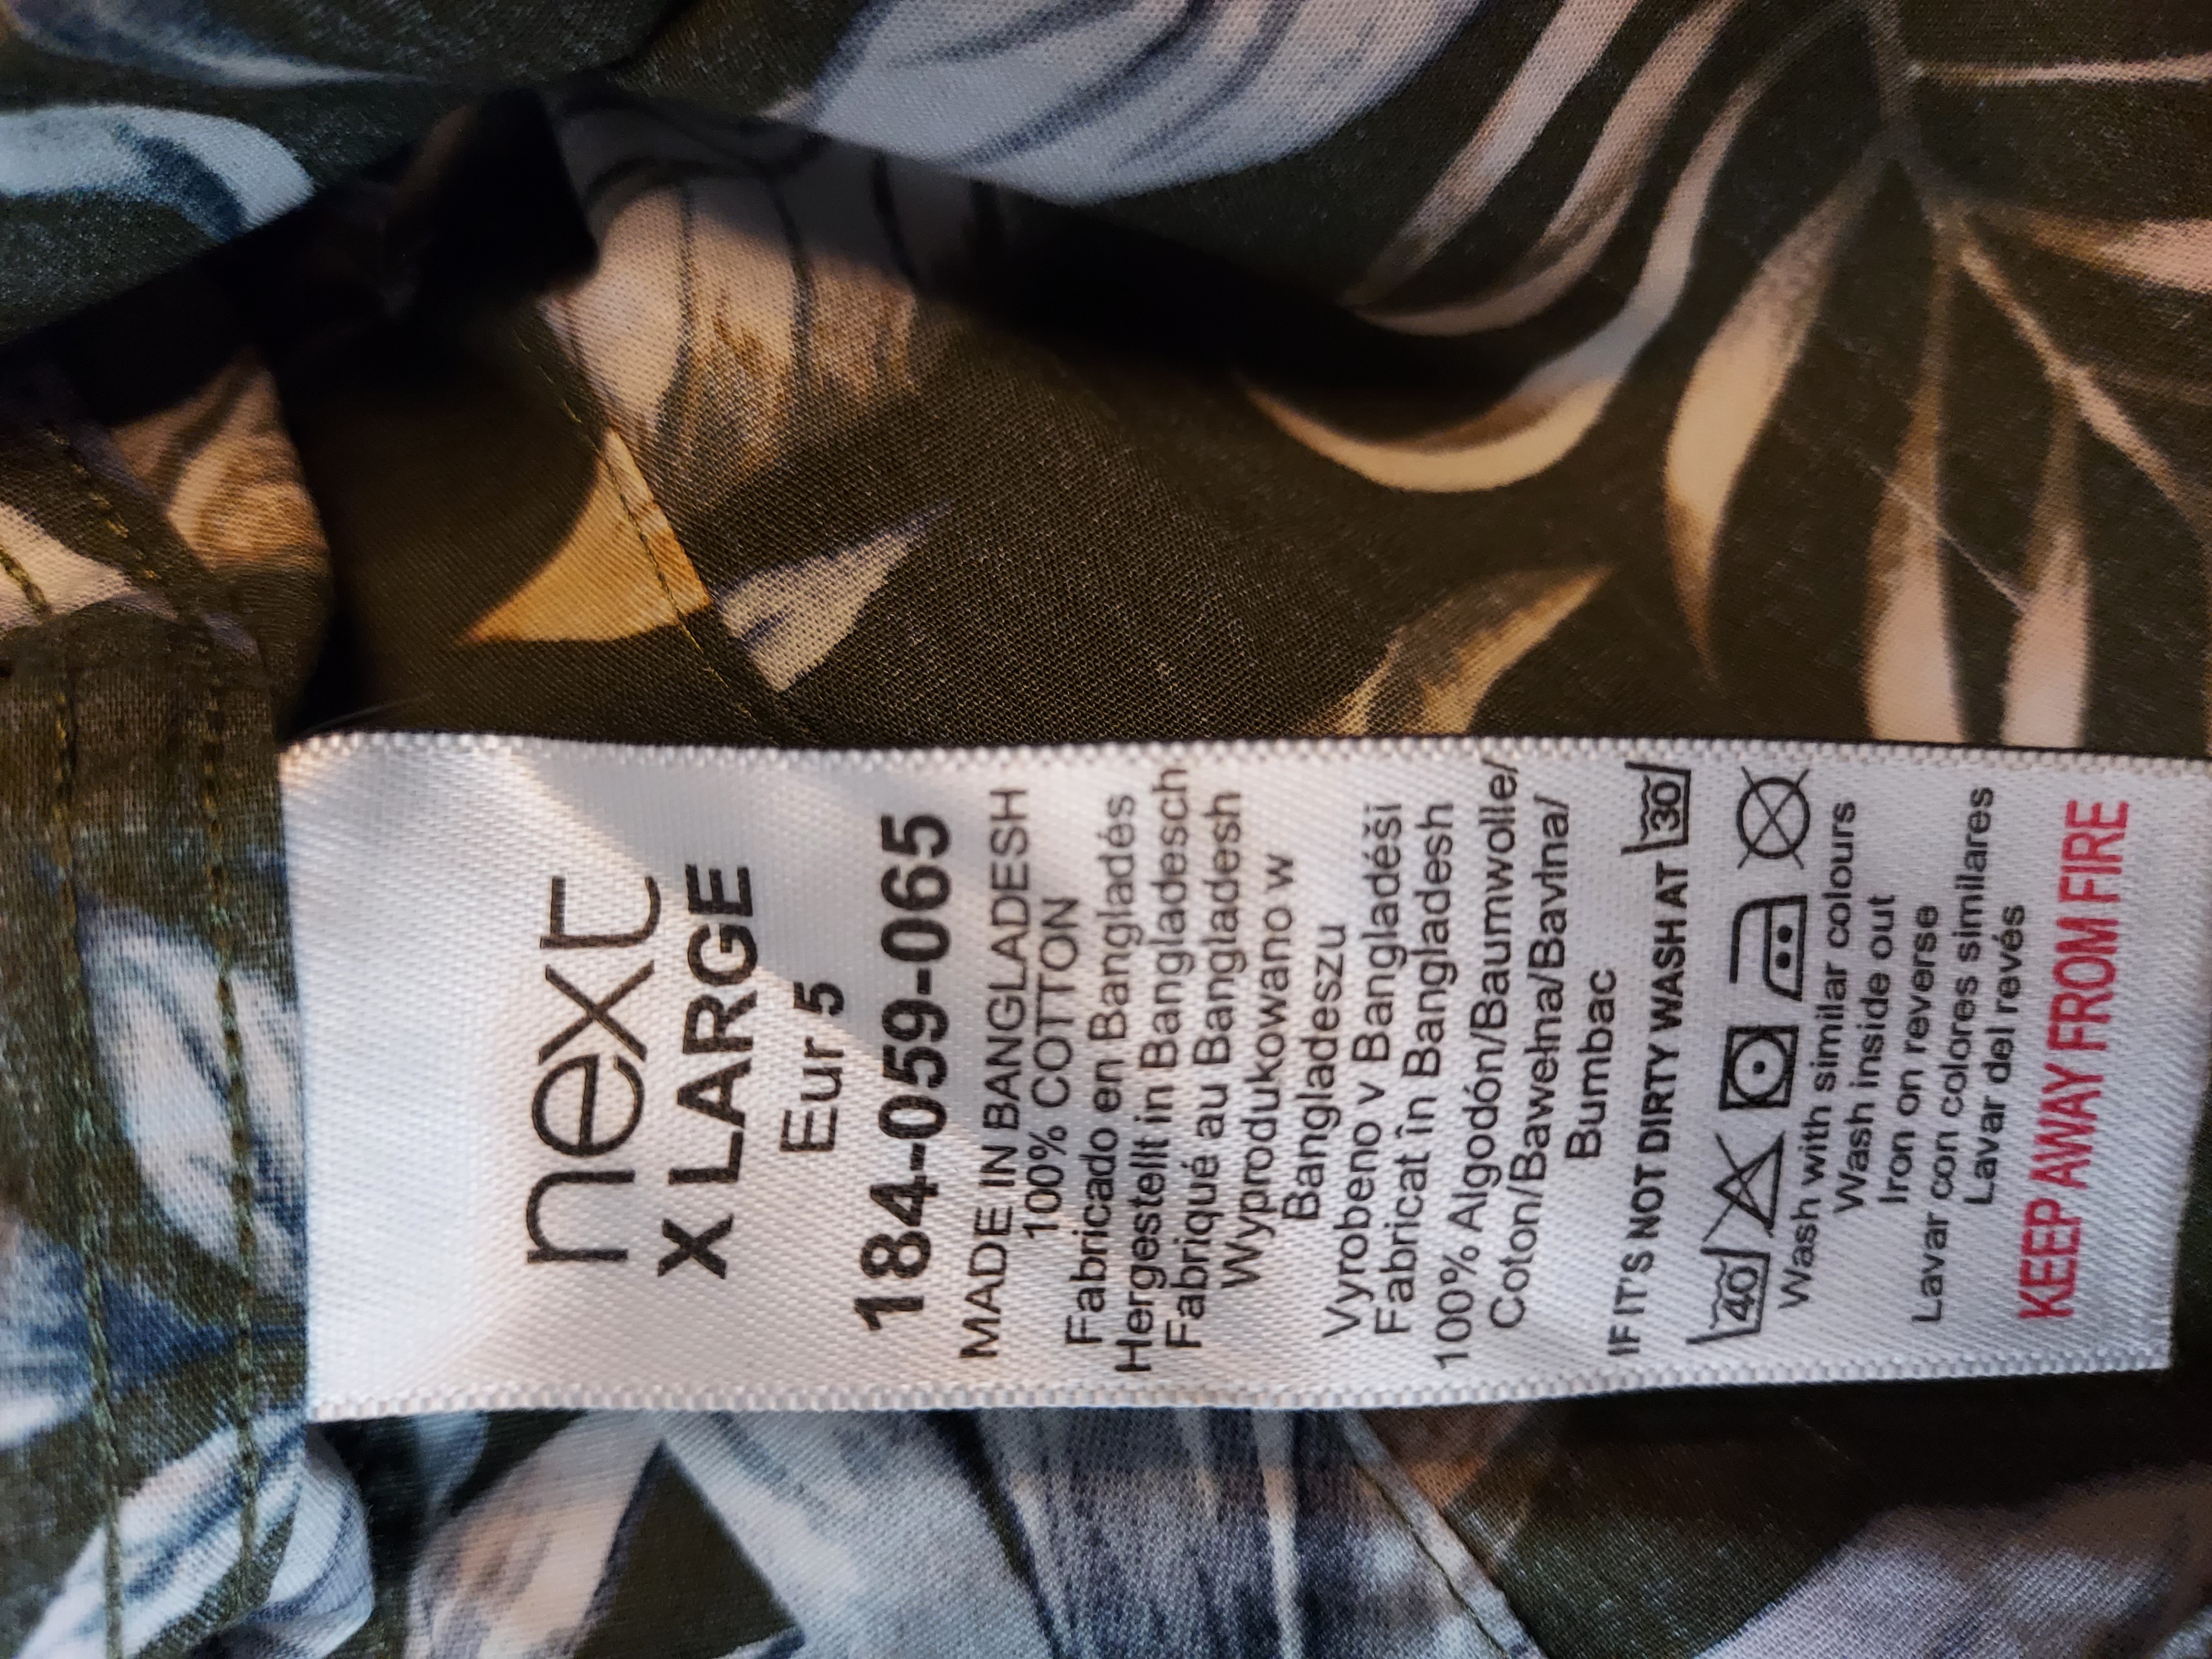 next
X LARGE
Eur 5
184-059-065
MADE IN BANGLADESH
100% COTTON
Fabricado en Bangladés
Hergestellt in Bangladesch
Fabriqué au Bangladesh
Wyprodukowano w
Bangladeszu
Vyrobeno v Bangladéši
Fabricat în Bangladesh
100% Algodón/Baumwolle/
Coton/Bawełna/Bavlna/
Bumbac
IF IT'S NOT DIRTY WASH AT 30
40
Wash with similar colours
Wash inside out
Iron on reverse
Lavar con colores similares
Lavar del revés
KEEP AWAY FROM FIRE